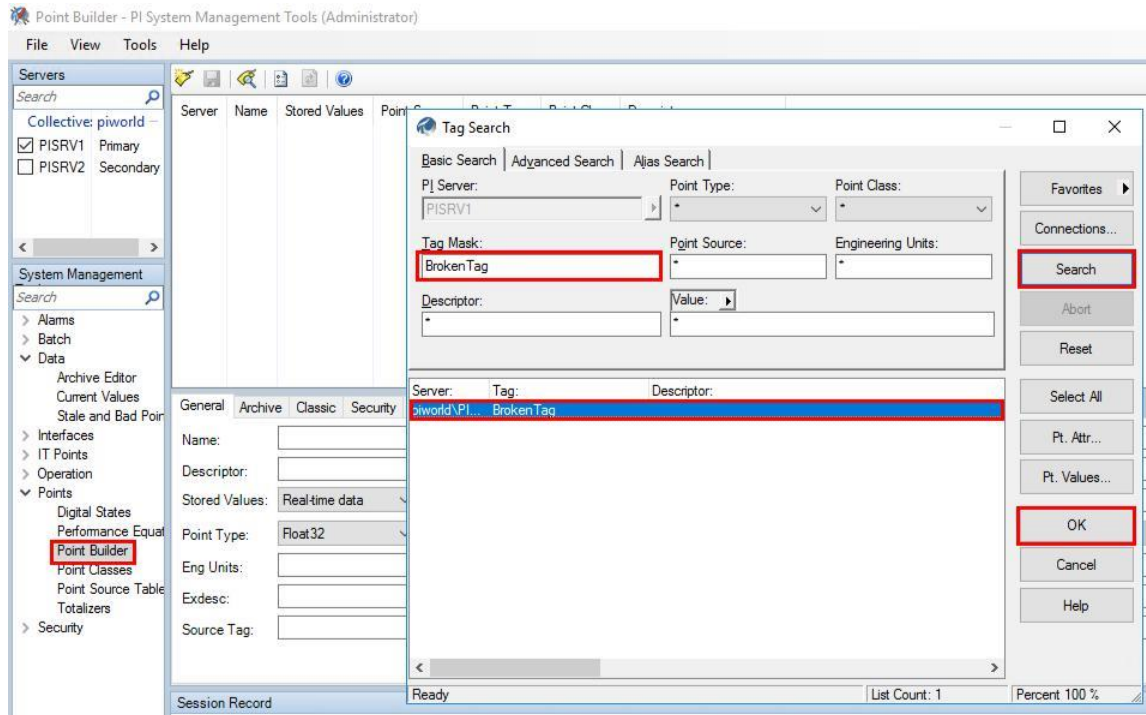 Point Builder - PI System Management Tools (Administrator)
File View Tools Help
Servers
Search
Collective: piworld
PISRV1 Primary
PISRV2 Secondary
System Management
Search
Alarms
Batch
Data
Archive Editor
Current Values
Stale and Bad Poin
Interfaces
IT Points
Operation
Points
Digital States
Performance Equat
Point Builder
Point Classes
Point Source Table
Totalizers
Security
Server Name Stored Values
General Archive Classic Security
Name:
Descriptor:
Stored Values: Real-time data
Point Type: Float32
Eng Units:
Exdesc:
Source Tag:
Session Record
Tag Search
Basic Search Advanced Search Alias Search
PI Server: Point Type: Point Class:
PISRV1 * *
Tag Mask: Point Source: Engineering Units:
BrokenTag * *
Descriptor: Value:
* *
Server: Tag: Descriptor:
piworld\PI... BrokenTag
Ready List Count: 1 Percent 100 %
Favorites
Connections...
Search
Abort
Reset
Select All
Pt. Attr...
Pt. Values...
OK
Cancel
Help